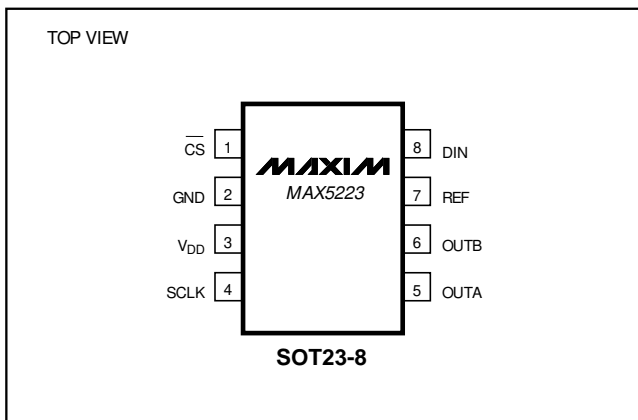 TOP VIEW
CS 1
GND 2
VDD 3
SCLK 4
MAXIM
MAX5223
8 DIN
7 REF
6 OUTB
5 OUTA
SOT23-8